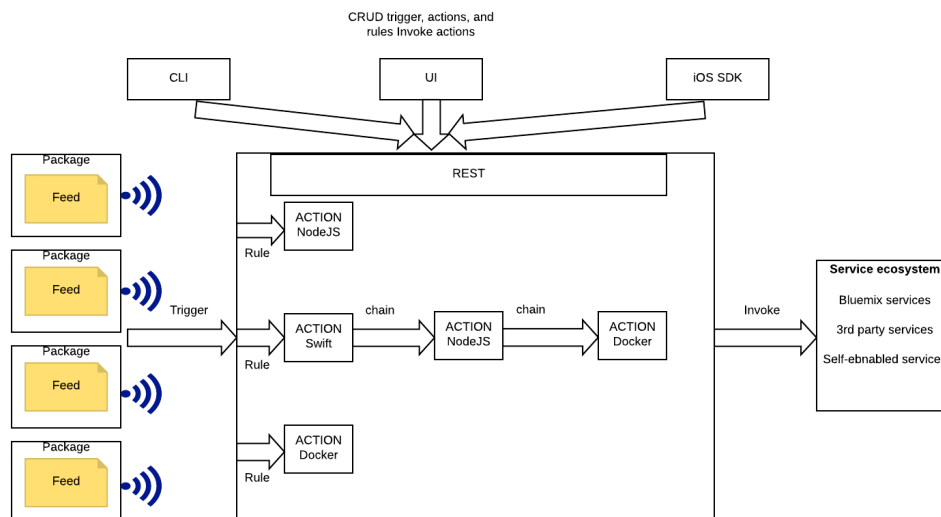 CRUD trigger, actions, and
rules Invoke actions
CLI
UI
iOS SDK
REST
Package
Feed
Package
Feed
Package
Feed
Package
Feed
Trigger
Rule
ACTION
NodeJS
Rule
ACTION
Swift
chain
ACTION
NodeJS
chain
ACTION
Docker
Rule
ACTION
Docker
Invoke
Service ecosystem
Bluemix services
3rd party services
Self-ebnabled service